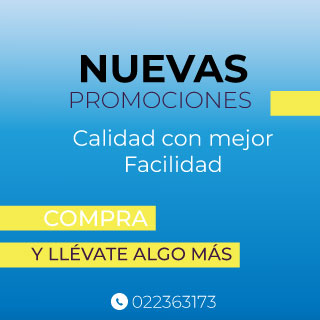 NUEVAS
PROMOCIONES
Calidad con mejor
Facilidad
COMPRA
Y LLÉVATE ALGO MÁS
022363173